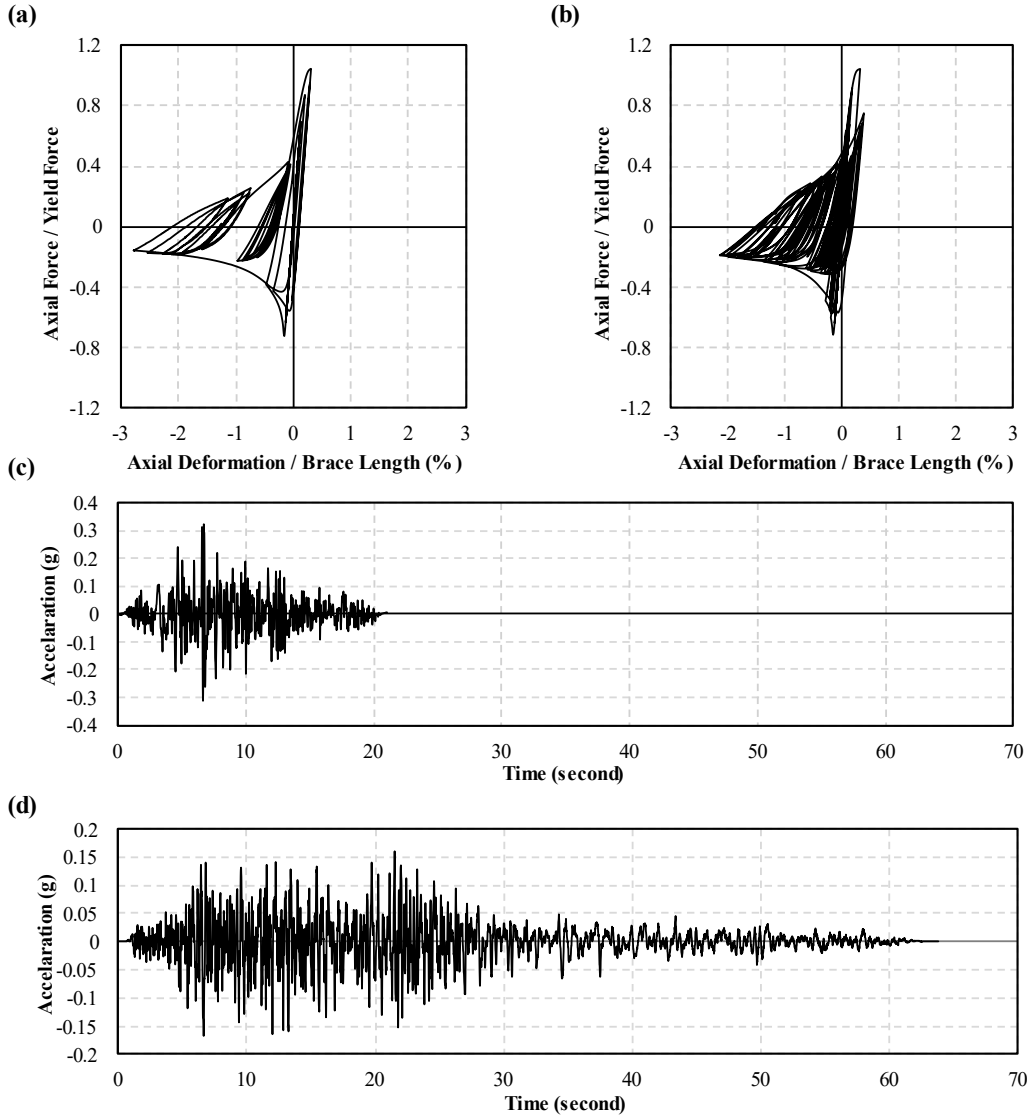 (a)
(b)
1.2
0.8
0.4
0
-0.4
-0.8
-1.2
Axial Force / Yield Force
-3 -2 -1 0 1 2 3
Axial Deformation / Brace Length (%)
1.2
0.8
0.4
0
-0.4
-0.8
-1.2
Axial Force / Yield Force
-3 -2 -1 0 1 2 3
Axial Deformation / Brace Length (%)
(c)
0.4
0.3
0.2
0.1
0
-0.1
-0.2
-0.3
-0.4
Accelaration (g)
0 10 20 30 40 50 60 70
Time (second)
(d)
0.2
0.15
0.1
0.05
0
-0.05
-0.1
-0.15
-0.2
Accelaration (g)
0 10 20 30 40 50 60 70
Time (second)